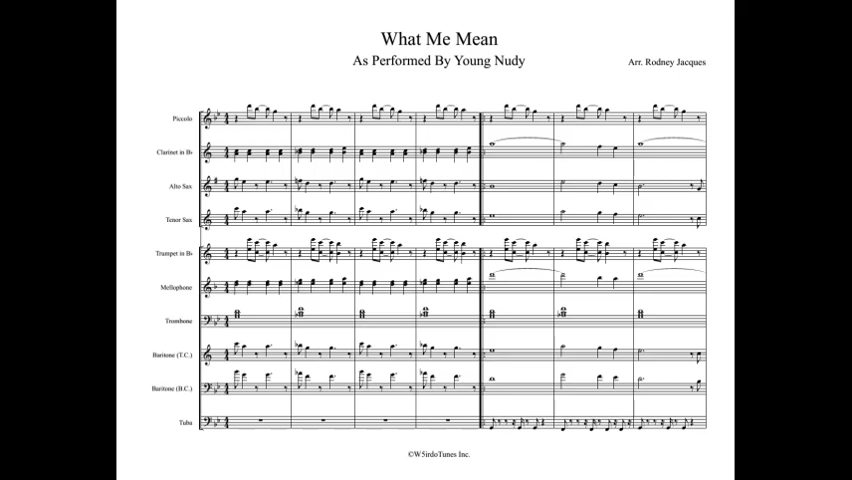 What Me Mean
As Performed By Young Nudy
Arr. Rodney Jacques
Piccolo
Clarinet in B♭
Alto Sax
Tenor Sax
Trumpet in B♭
Mellophone
Trombone
Baritone (T.C.)
Baritone (B.C.)
Tuba
©W5irdoTunes Inc.